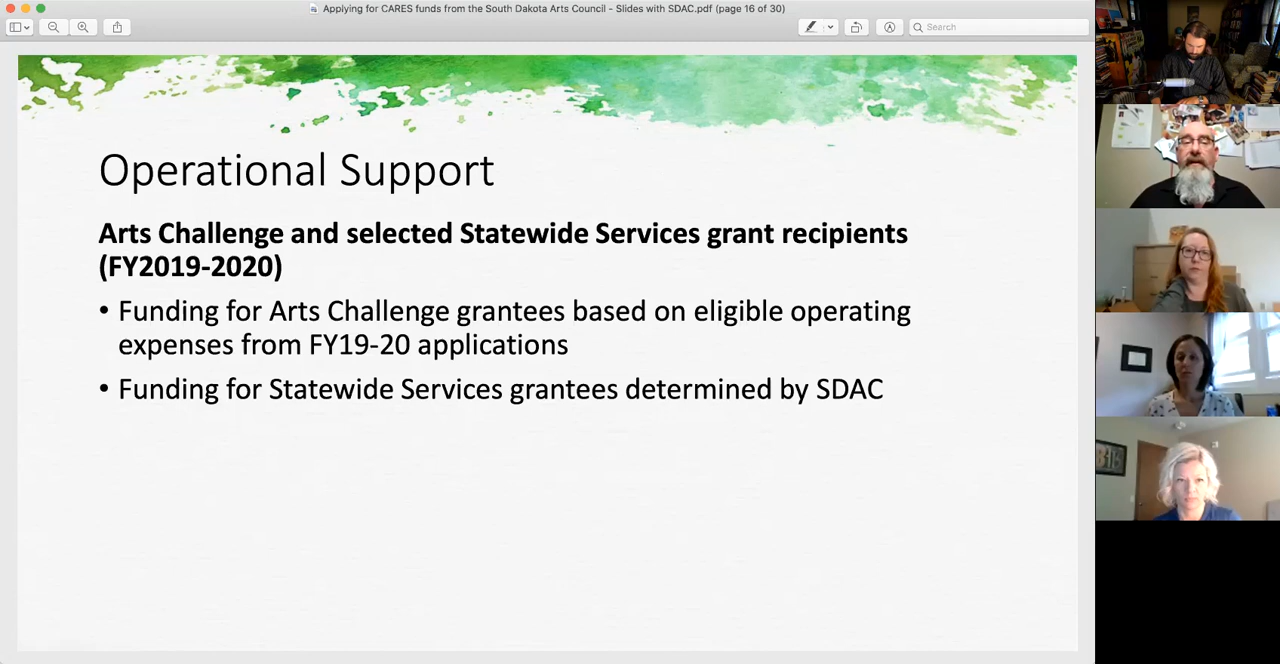 Applying for CARES funds from the South Dakota Arts Council - Slides with SDAC.pdf (page 16 of 30)
Search
Operational Support
Arts Challenge and selected Statewide Services grant recipients
(FY2019-2020)
• Funding for Arts Challenge grantees based on eligible operating
expenses from FY19-20 applications
• Funding for Statewide Services grantees determined by SDAC